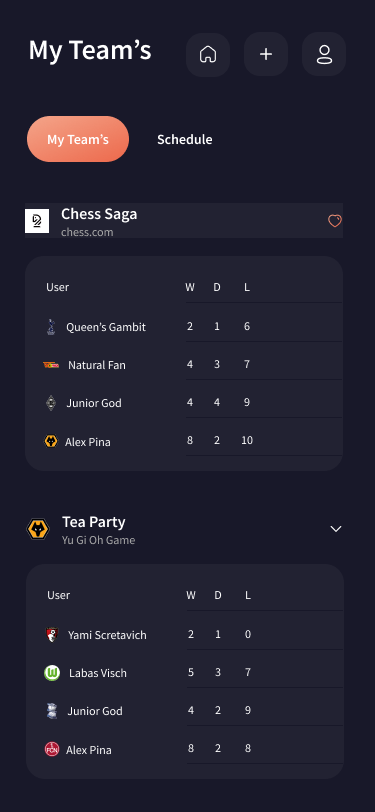 My Team's
My Team's Schedule
Chess Saga
chess.com
User W D L
Queen's Gambit 2 1 6
Natural Fan 4 3 7
Junior God 4 4 9
Alex Pina 8 2 10
Tea Party
Yu Gi Oh Game
User W D L
Yami Scretavich 2 1 0
Labas Visch 5 3 7
Junior God 4 2 9
Alex Pina 8 2 8